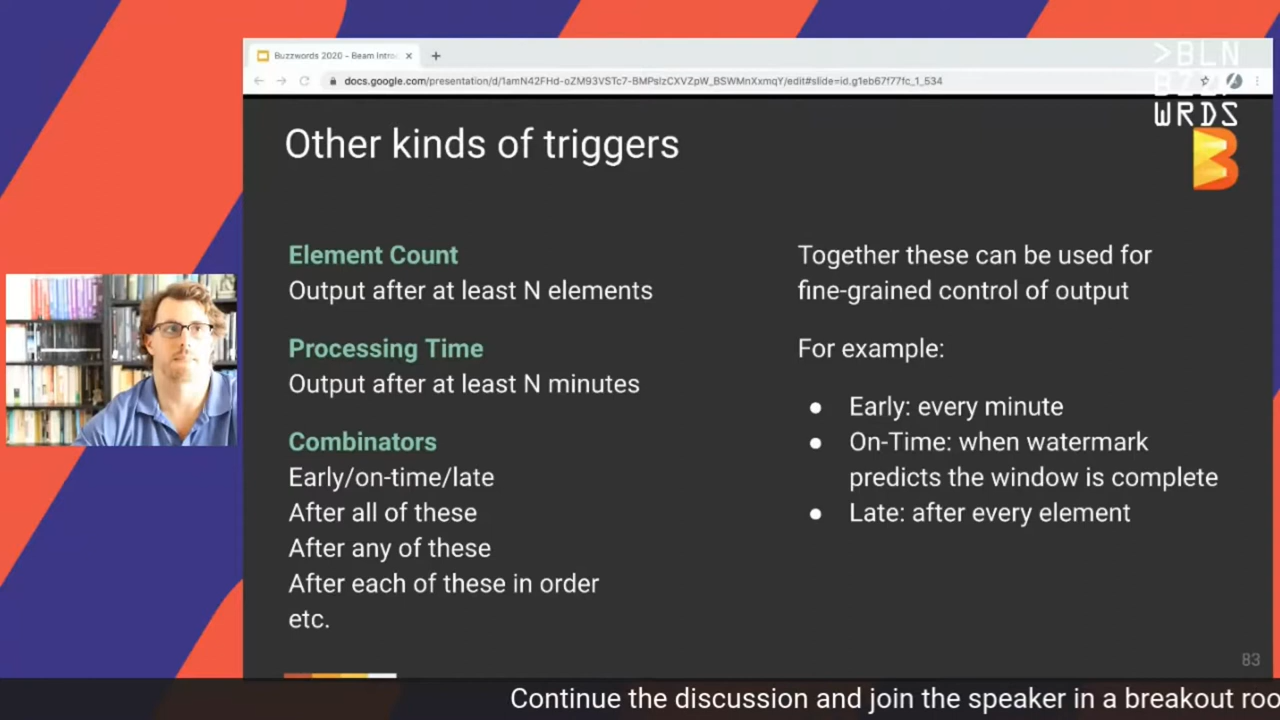 Buzzwords 2020 - Beam Intro
docs.google.com/presentation/d/1amN42FHd-oZM93VSTc7-BMPslzCXVZpW_BSWMnXxmqY/edit#slide=id.g1eb67f77fc_1_534
>BLN
WRDS
Other kinds of triggers
Element Count
Output after at least N elements
Processing Time
Output after at least N minutes
Combinators
Early/on-time/late
After all of these
After any of these
After each of these in order
etc.
Together these can be used for
fine-grained control of output
For example:
● Early: every minute
● On-Time: when watermark
predicts the window is complete
● Late: after every element
83
Continue the discussion and join the speaker in a breakout roo